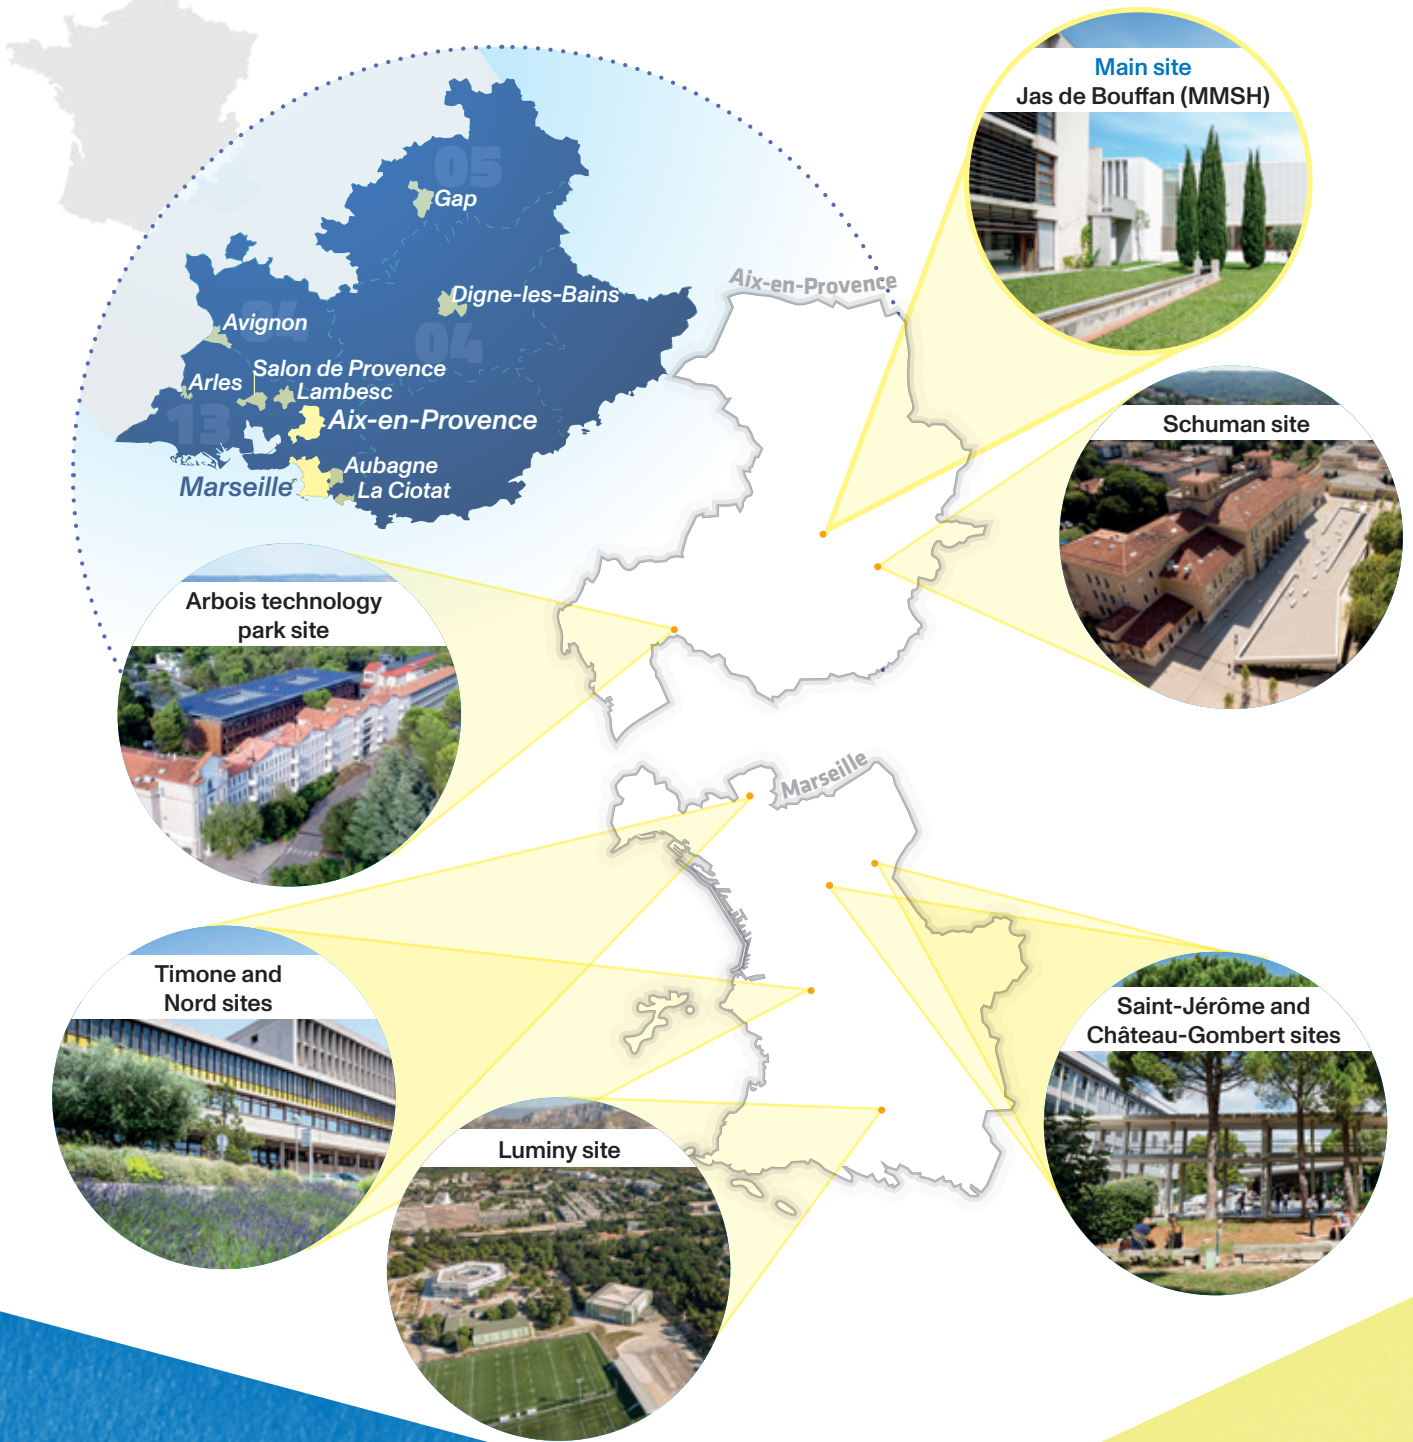 Main site
Jas de Bouffan (MMSH)
05
Gap
Aix-en-Provence
Digne-les-Bains
84
Avignon
04
Salon de Provence
Arles
Lambesc
13
Aix-en-Provence
Schuman site
Aubagne
Marseille
La Ciotat
Arbois technology
park site
Marseille
Timone and
Nord sites
Saint-Jérôme and
Château-Gombert sites
Luminy site